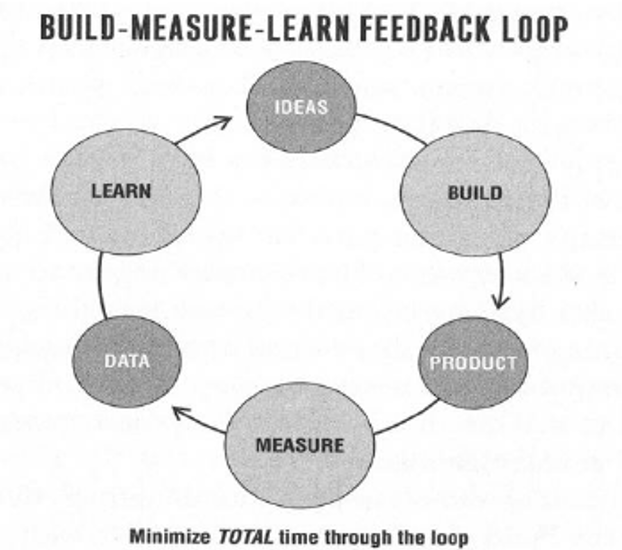 BUILD-MEASURE-LEARN FEEDBACK LOOP
IDEAS
BUILD
PRODUCT
MEASURE
DATA
LEARN
Minimize TOTAL time through the loop